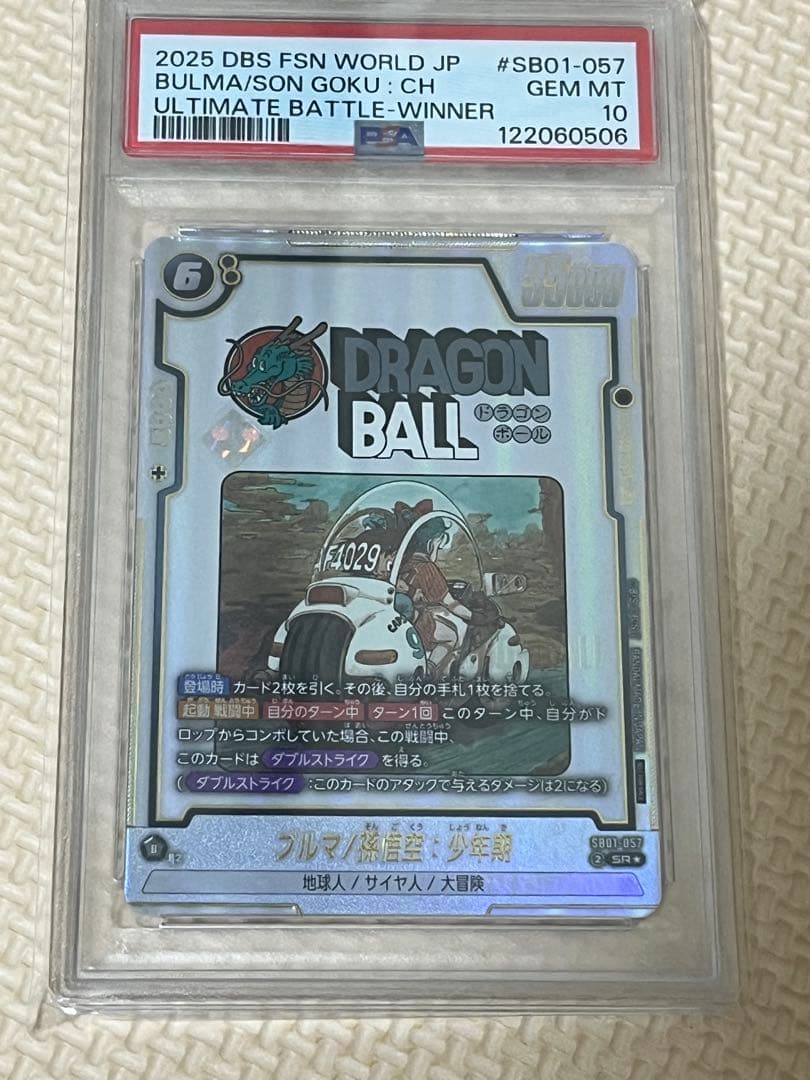 2025 DBS FSN WORLD JP #SB01-057
BULMA/SON GOKU : CH GEM MT
ULTIMATE BATTLE-WINNER 10
PSA 122060506
6 8
DRAGON
BALL
ドラゴン
ボール
4029
登場時 カード2枚を引く。その後、自分の手札1枚を捨てる。
起動 戦闘中 自分のターン中 ターン1回 このターン中、自分がド
ロップからコンボしていた場合、この戦闘中、
このカードは ダブルストライク を得る。
( ダブルストライク :このカードのアタックで与えるダメージは2になる)
SB01-057
ブルマ/孫悟空:少年期
2 SR★
地球人 / サイヤ人 / 大冒険